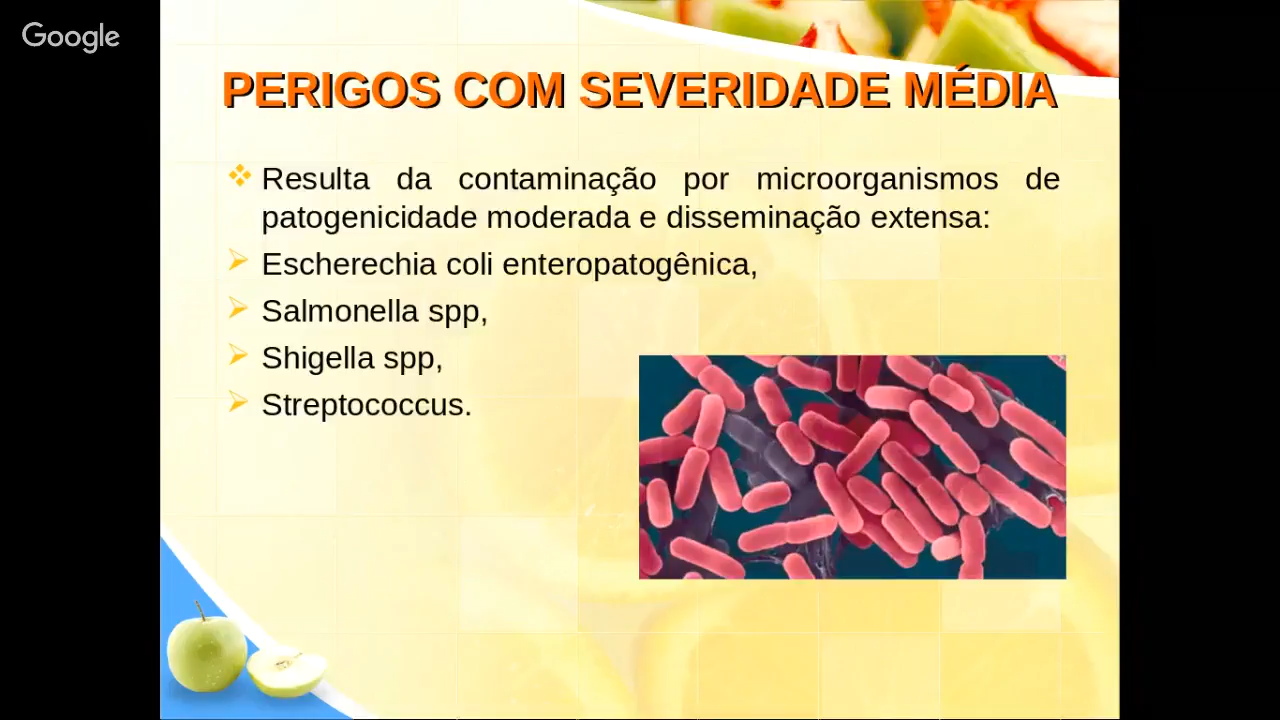 Google
PERIGOS COM SEVERIDADE MÉDIA
Resulta da contaminação por microorganismos de
patogenicidade moderada e disseminação extensa:
Escherechia coli enteropatogênica,
Salmonella spp,
Shigella spp,
Streptococcus.